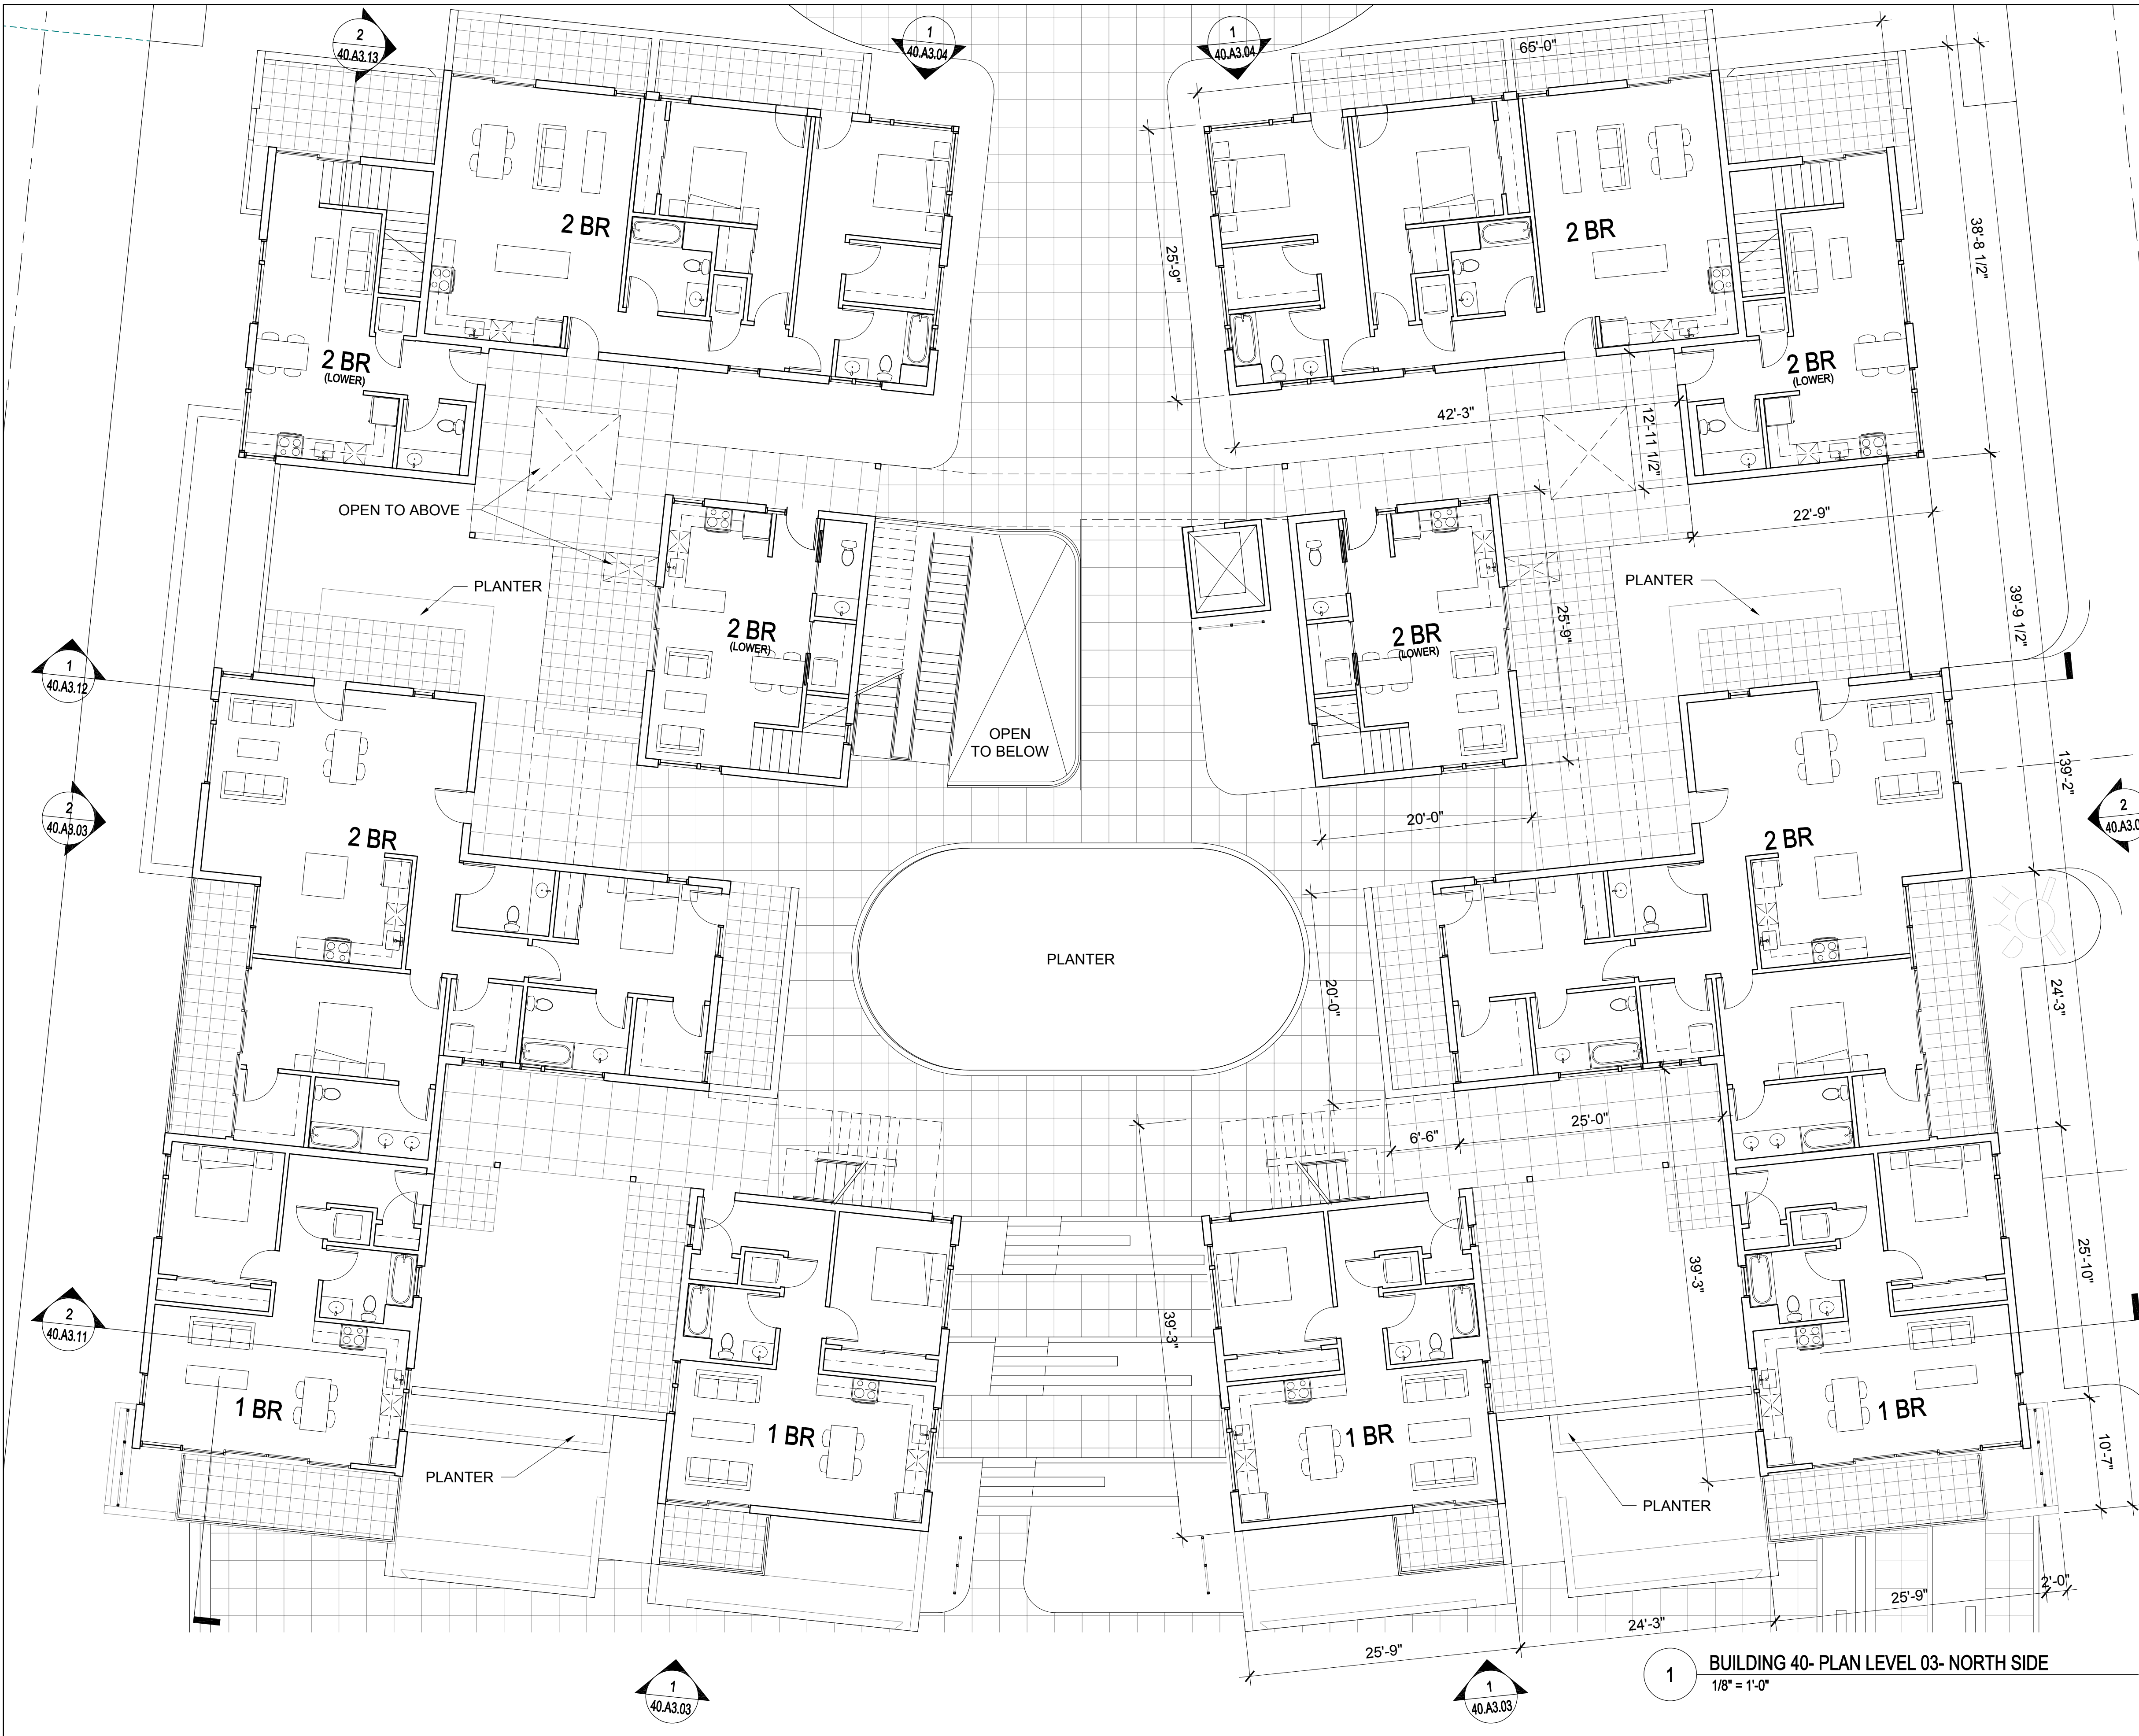 2
40.A3.13
1
40.A3.04
1
40.A3.04
65'-0"
2 BR
2 BR
25'-9"
38'-8 1/2"
2 BR
(LOWER)
2 BR
(LOWER)
42'-3"
12'-11 1/2"
OPEN TO ABOVE
22'-9"
PLANTER
PLANTER
25'-9"
39'-9 1/2"
2 BR
(LOWER)
2 BR
(LOWER)
1
40.A3.12
OPEN
TO BELOW
139'-2"
2
40.A3.03
2 BR
20'-0"
2 BR
2
40.A3.0
PLANTER
20'-0"
24'-3"
6'-6"
25'-0"
39'-3"
39'-3"
25'-10"
2
40.A3.11
1 BR
1 BR
1 BR
1 BR
10'-7"
PLANTER
PLANTER
2'-0"
25'-9"
24'-3"
25'-9"
1
40.A3.03
1
40.A3.03
1
BUILDING 40- PLAN LEVEL 03- NORTH SIDE
1/8" = 1'-0"